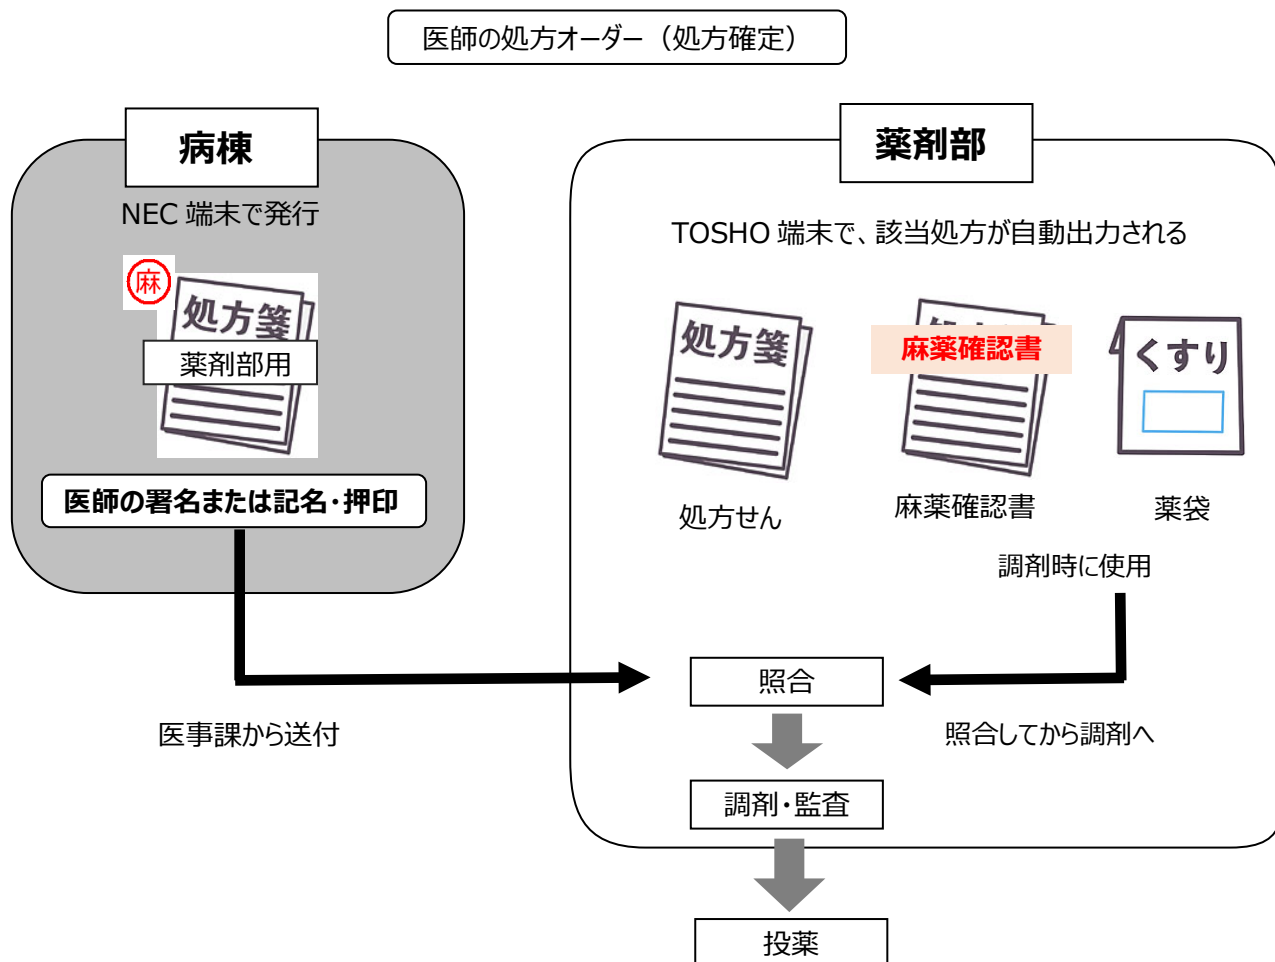 医師の処方オーダー（処方確定）
病棟
NEC 端末で発行
麻
処方箋
薬剤部用
医師の署名または記名・押印
医事課から送付
薬剤部
TOSHO 端末で、該当処方が自動出力される
処方箋
処方せん
麻薬確認書
麻薬確認書
くすり
薬袋
調剤時に使用
照合
照合してから調剤へ
調剤・監査
投薬